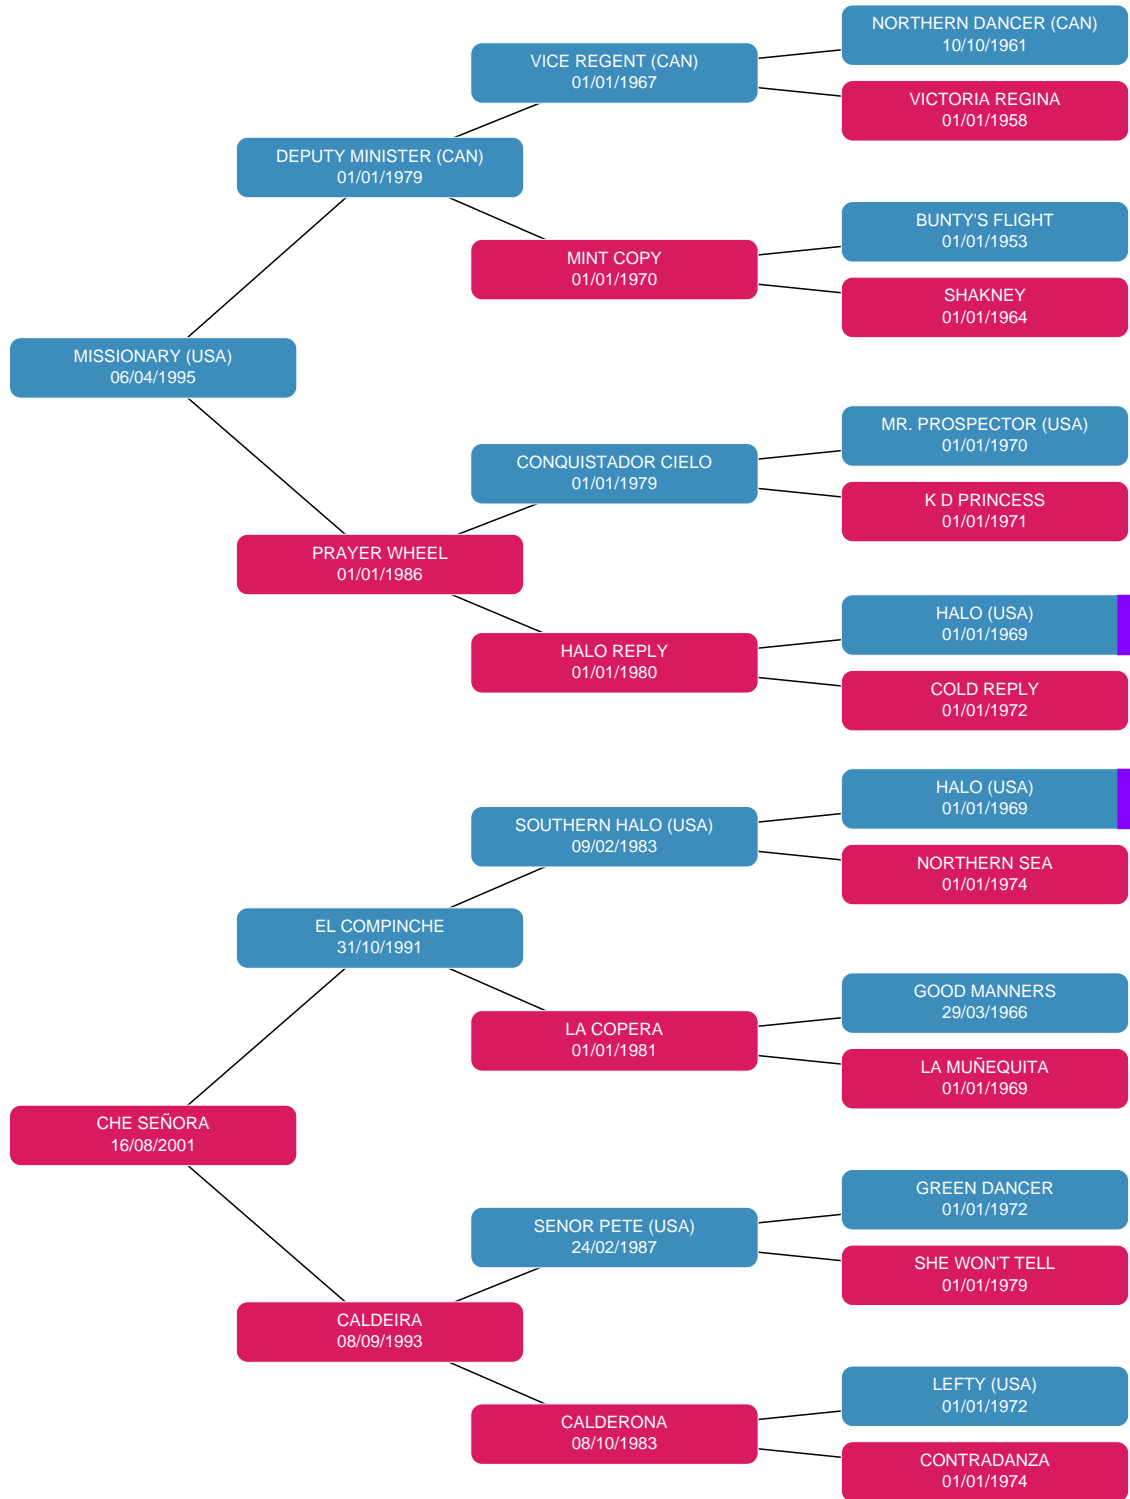 NORTHERN DANCER (CAN)
10/10/1961
VICE REGENT (CAN)
01/01/1967
VICTORIA REGINA
01/01/1958
DEPUTY MINISTER (CAN)
01/01/1979
BUNTY'S FLIGHT
01/01/1953
MINT COPY
01/01/1970
SHAKNEY
01/01/1964
MISSIONARY (USA)
06/04/1995
MR. PROSPECTOR (USA)
01/01/1970
CONQUISTADOR CIELO
01/01/1979
K D PRINCESS
01/01/1971
PRAYER WHEEL
01/01/1986
HALO (USA)
01/01/1969
HALO REPLY
01/01/1980
COLD REPLY
01/01/1972
HALO (USA)
01/01/1969
SOUTHERN HALO (USA)
09/02/1983
NORTHERN SEA
01/01/1974
EL COMPINCHE
31/10/1991
GOOD MANNERS
29/03/1966
LA COPERA
01/01/1981
LA MUÑEQUITA
01/01/1969
CHE SEÑORA
16/08/2001
GREEN DANCER
01/01/1972
SENOR PETE (USA)
24/02/1987
SHE WON'T TELL
01/01/1979
CALDEIRA
08/09/1993
LEFTY (USA)
01/01/1972
CALDERONA
08/10/1983
CONTRADANZA
01/01/1974